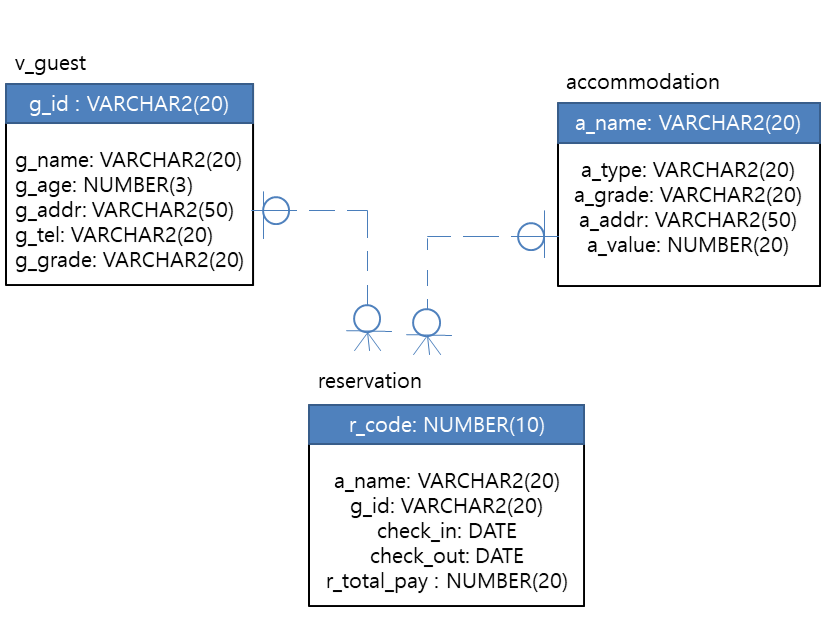 v_guest
g_id : VARCHAR2(20)
g_name: VARCHAR2(20)
g_age: NUMBER(3)
g_addr: VARCHAR2(50)
g_tel: VARCHAR2(20)
g_grade: VARCHAR2(20)
accommodation
a_name: VARCHAR2(20)
a_type: VARCHAR2(20)
a_grade: VARCHAR2(20)
a_addr: VARCHAR2(50)
a_value: NUMBER(20)
reservation
r_code: NUMBER(10)
a_name: VARCHAR2(20)
g_id: VARCHAR2(20)
check_in: DATE
check_out: DATE
r_total_pay : NUMBER(20)